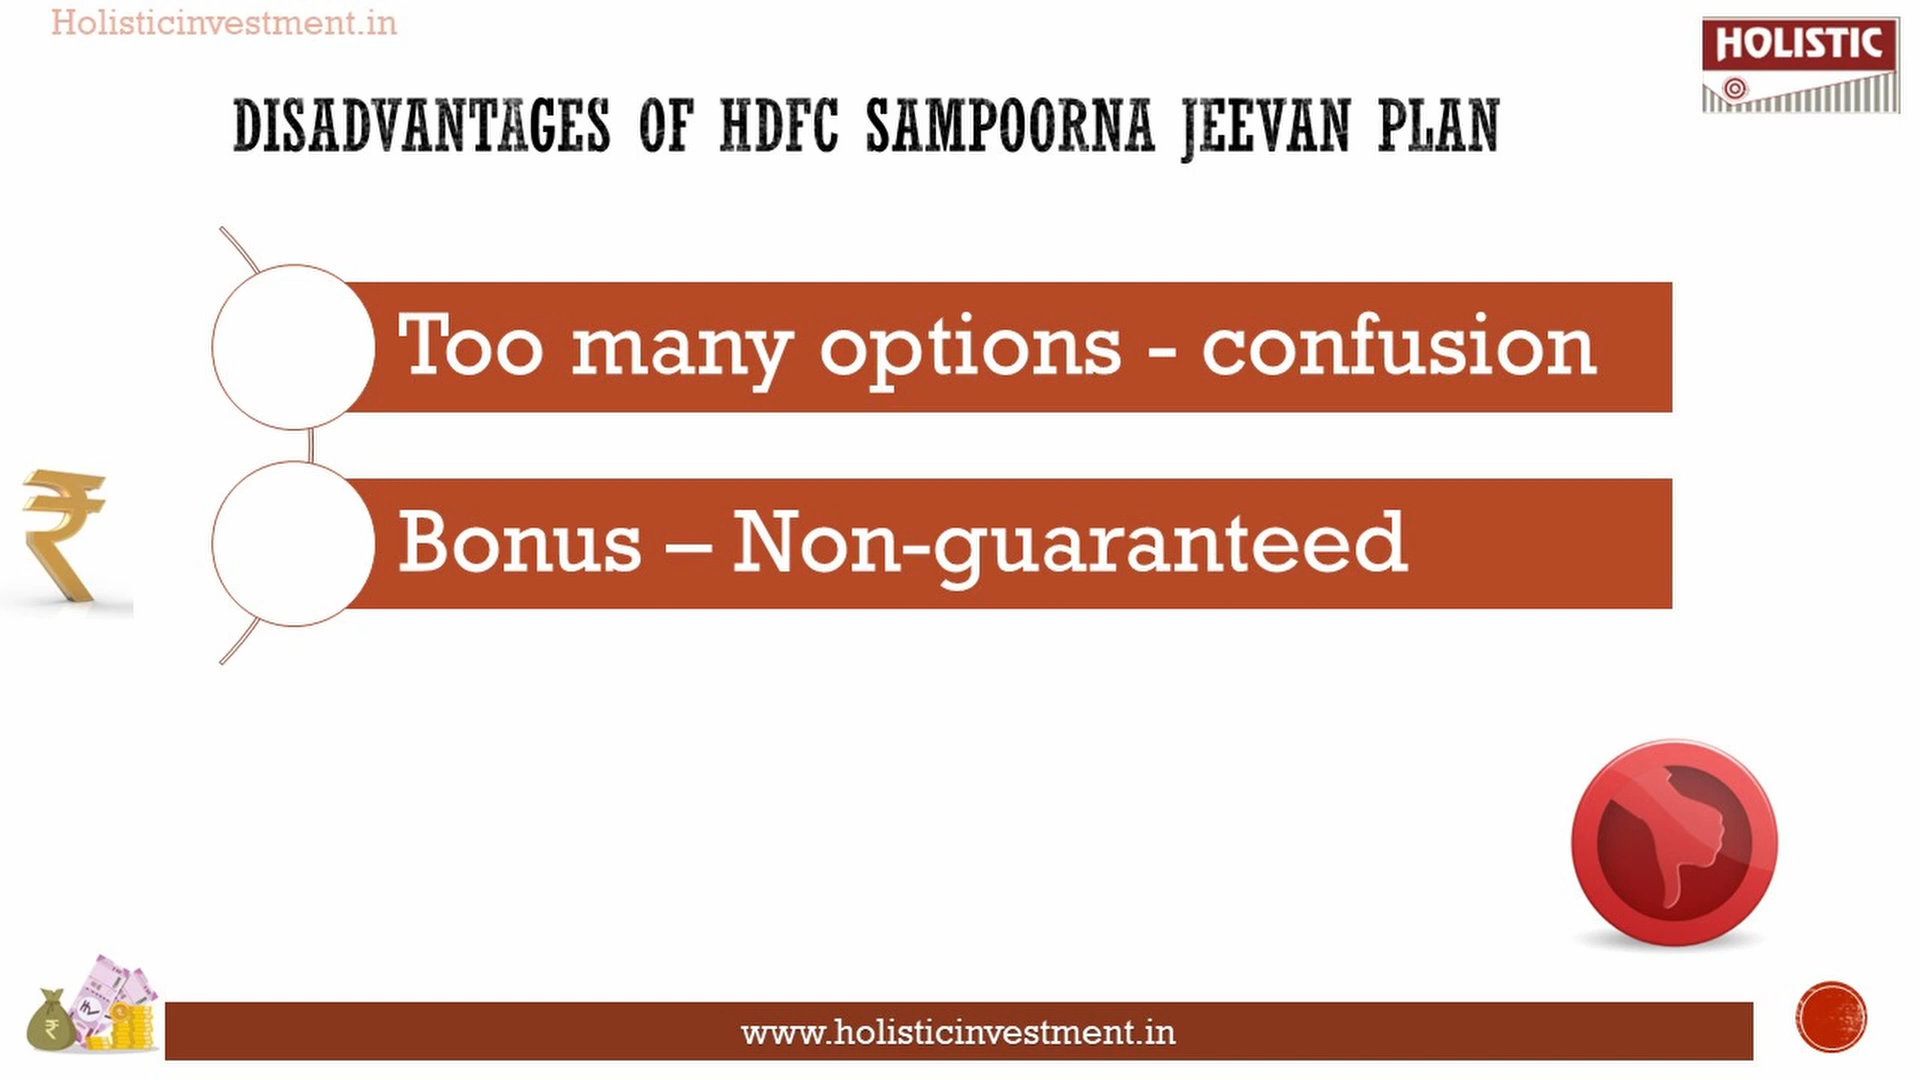 Holisticinvestment.in
HOLISTIC
DISADVANTAGES OF HDFC SAMPOORNA JEEVAN PLAN
Too many options - confusion
Bonus – Non-guaranteed
www.holisticinvestment.in